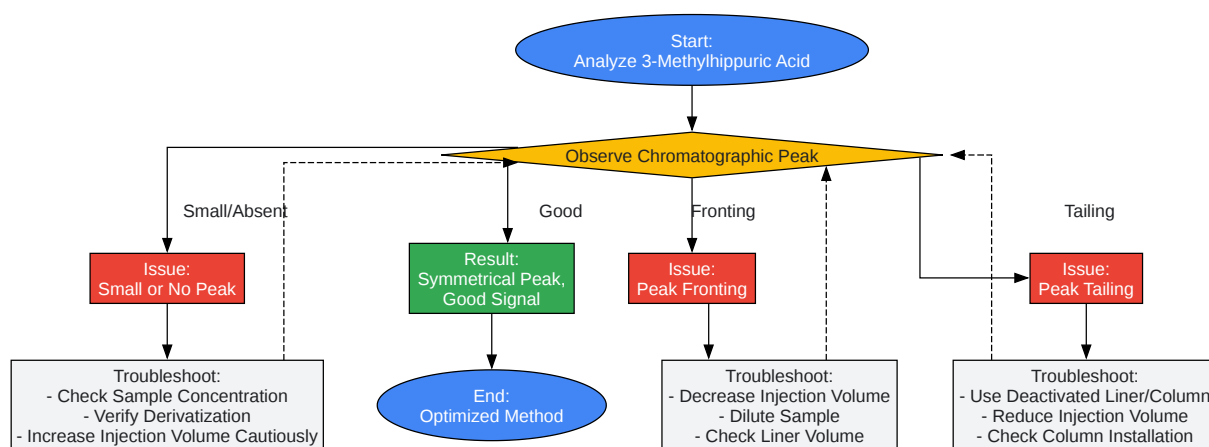 Start:
Analyze 3-Methylhippuric Acid
Observe Chromatographic Peak
Small/Absent
Good
Fronting
Tailing
Issue:
Small or No Peak
Result:
Symmetrical Peak,
Good Signal
Issue:
Peak Fronting
Issue:
Peak Tailing
Troubleshoot:
- Check Sample Concentration
- Verify Derivatization
- Increase Injection Volume Cautiously
End:
Optimized Method
Troubleshoot:
- Decrease Injection Volume
- Dilute Sample
- Check Liner Volume
Troubleshoot:
- Use Deactivated Liner/Column
- Reduce Injection Volume
- Check Column Installation